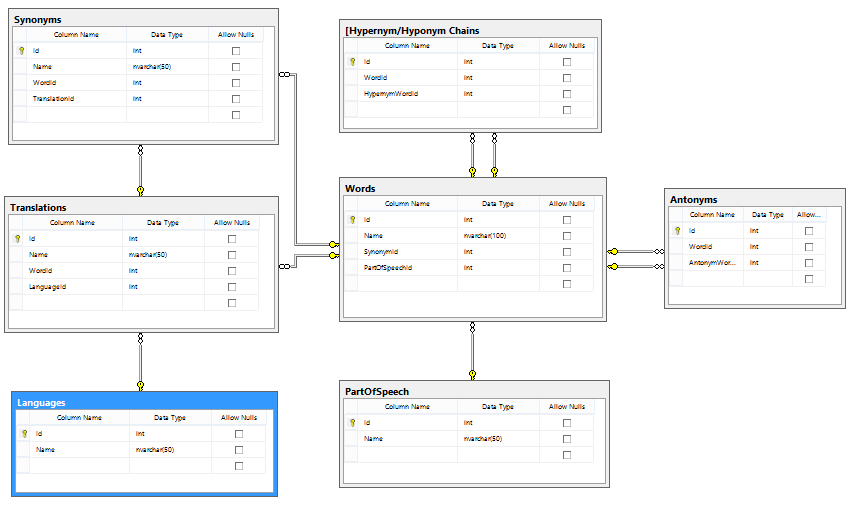 Synonyms
Column Name Data Type Allow Nulls
Id int
Name nvarchar(50)
WordId int
TranslationId int
[Hypernym/Hyponym Chains
Column Name Data Type Allow Nulls
Id int
WordId int
HypernymWordId int
Translations
Column Name Data Type Allow Nulls
Id int
Name nvarchar(50)
WordId int
LanguageId int
Words
Column Name Data Type Allow Nulls
Id int
Name nvarchar(100)
SynonymId int
PartOfSpeechId int
Antonyms
Column Name Data Type Allow...
Id int
WordId int
AntonymWor... int
Languages
Column Name Data Type Allow Nulls
Id int
Name nvarchar(50)
PartOfSpeech
Column Name Data Type Allow Nulls
Id int
Name nvarchar(50)